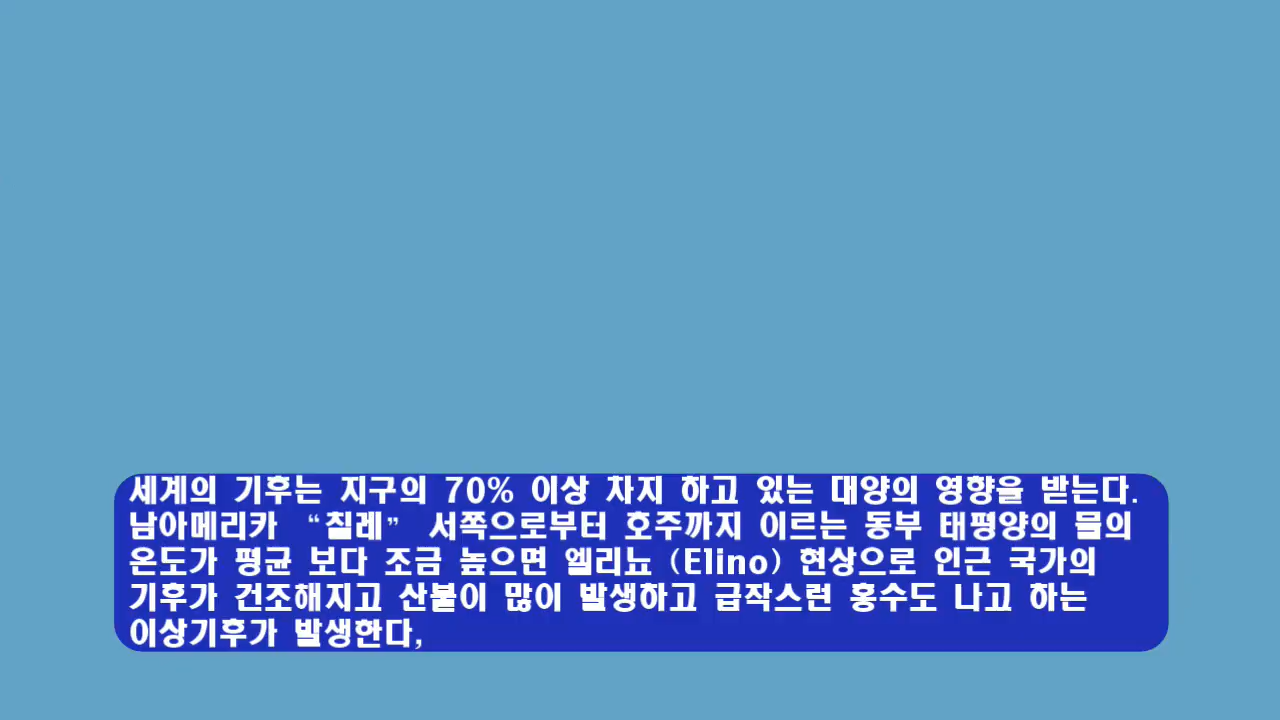 세계의 기후는 지구의 70% 이상 차지 하고 있는 대양의 영향을 받는다.
남아메리카 “칠레” 서쪽으로부터 호주까지 이르는 동부 태평양의 물의
온도가 평균 보다 조금 높으면 엘리뇨 (Elino) 현상으로 인근 국가의
기후가 건조해지고 산불이 많이 발생하고 급작스런 홍수도 나고 하는
이상기후가 발생한다,